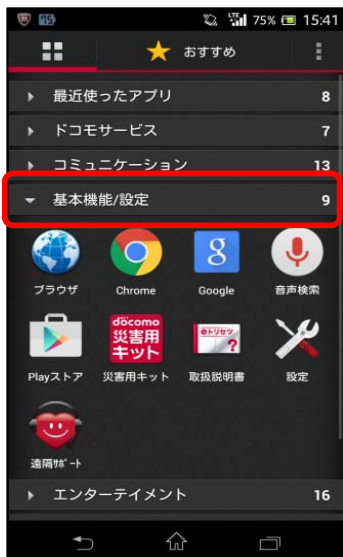 75% 15:41
おすすめ
最近使ったアプリ 8
ドコモサービス 7
コミュニケーション 13
基本機能/設定 9
ブラウザ Chrome Google 音声検索
döcomo
災害用
キット
eトリセツ
?
Playストア 災害用キット 取扱説明書 設定
遠隔サポート
エンターテイメント 16